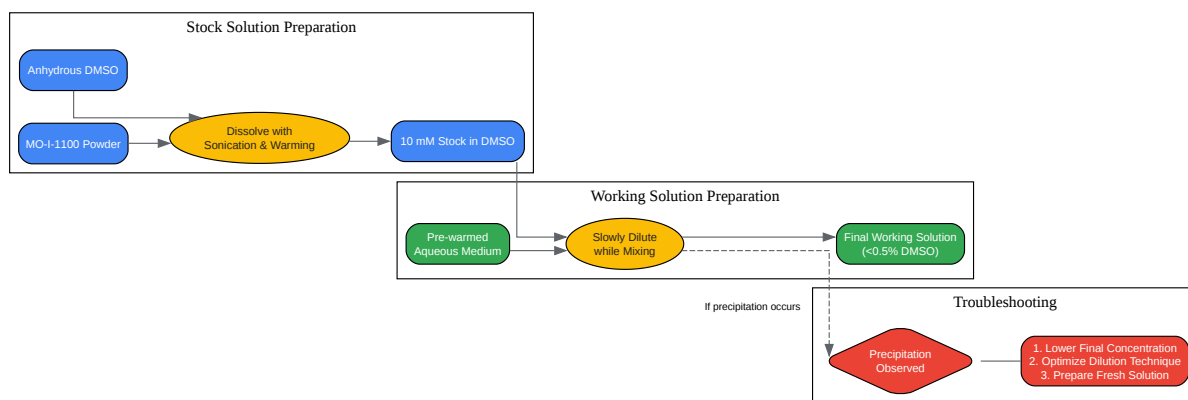 Stock Solution Preparation
Anhydrous DMSO
MO-I-1100 Powder
Dissolve with
Sonication & Warming
10 mM Stock in DMSO
Working Solution Preparation
Pre-warmed
Aqueous Medium
Slowly Dilute
while Mixing
Final Working Solution
(<0.5% DMSO)
If precipitation occurs
Troubleshooting
Precipitation
Observed
1. Lower Final Concentration
2. Optimize Dilution Technique
3. Prepare Fresh Solution